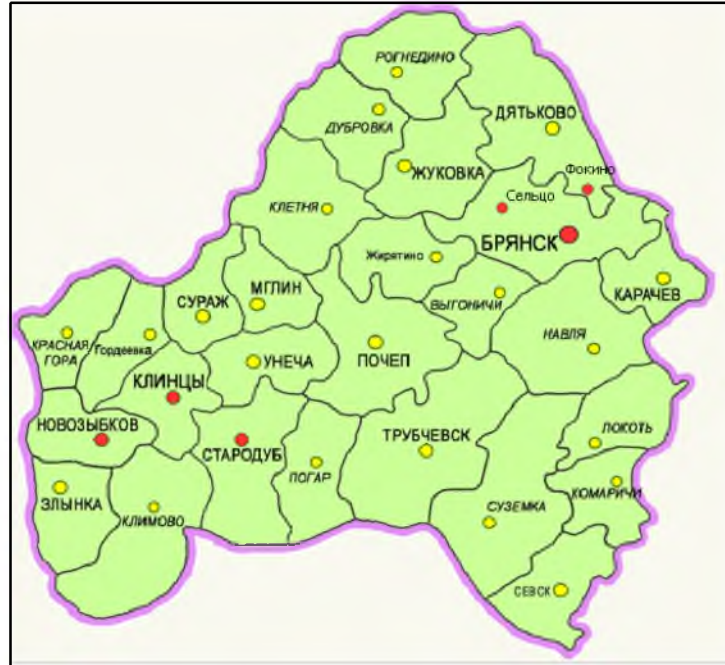 РОГНЕДИНО
ДУБРОВКА
ДЯТЬКОВО
ЖУКОВКА
Фокино
Сельцо
КЛЕТНЯ
БРЯНСК
Жирятино
МГЛИН
СУРАЖ
ВЫГОНИЧИ
КАРАЧЕВ
КРАСНАЯ
ГОРА
Гордеевка
НАВЛЯ
УНЕЧА
ПОЧЕП
КЛИНЦЫ
НОВОЗЫБКОВ
СТАРОДУБ
ТРУБЧЕВСК
ЛОКОТЬ
ПОГАР
ЗЛЫНКА
КЛИМОВО
КОМАРИЧИ
СУЗЕМКА
СЕВСК